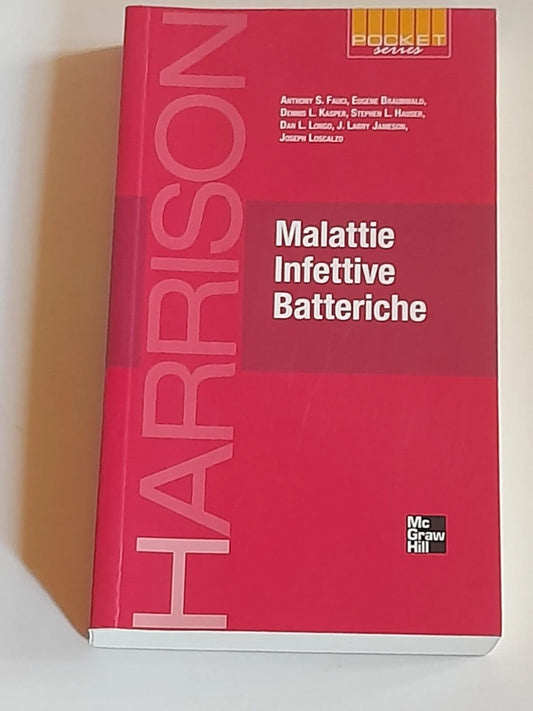 POCKET
series
ANTHONY S. FAUCI, EUGENE BRAUNWALD,
DENNIS L. KASPER, STEPHEN L. HAUSER,
DAN L. LONGO, J. LARRY JAMESON,
JOSEPH LOSCALZO
HARRISON
Malattie
Infettive
Batteriche
Mc
Graw
Hill